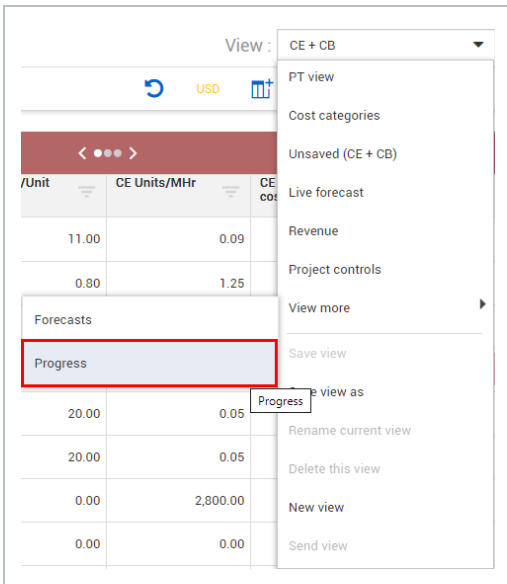 View : CE + CB
USD
PT view
Cost categories
Unsaved (CE + CB)
Live forecast
Revenue
Project controls
View more
Save view
ve view as
Rename current view
Delete this view
New view
Send view
Forecasts
Progress
Progress
/Unit CE Units/MHr CE
11.00 0.09
0.80 1.25
20.00 0.05
20.00 0.05
0.00 2,800.00
0.00 0.00